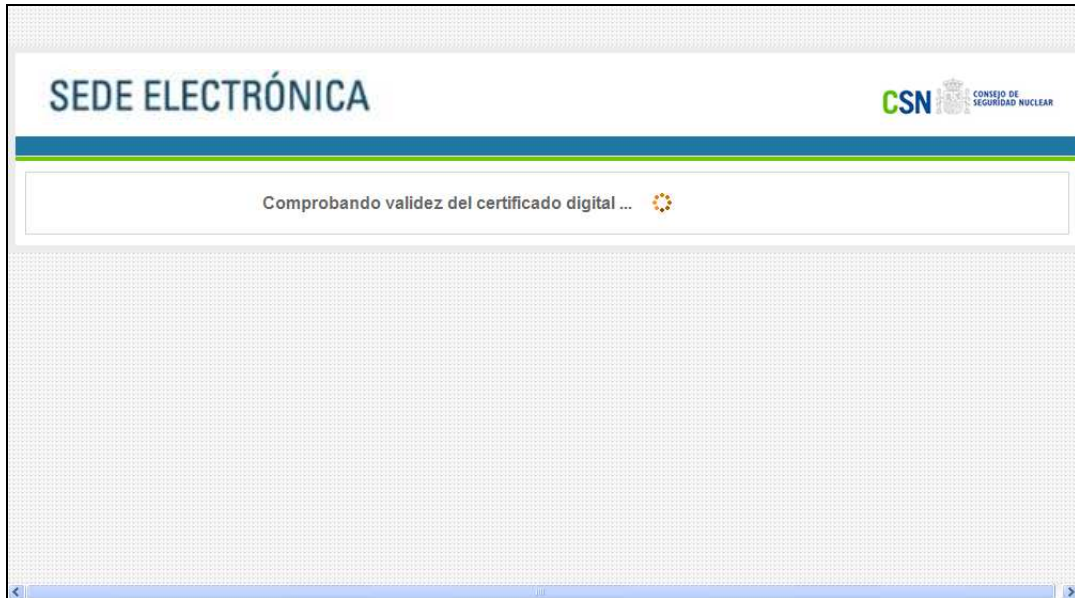 SEDE ELECTRÓNICA
CSN
CONSEJO DE
SEGURIDAD NUCLEAR
Comprobando validez del certificado digital ...